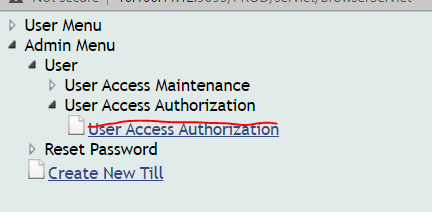 User Menu
Admin Menu
User
User Access Maintenance
User Access Authorization
User Access Authorization
Reset Password
Create New Till